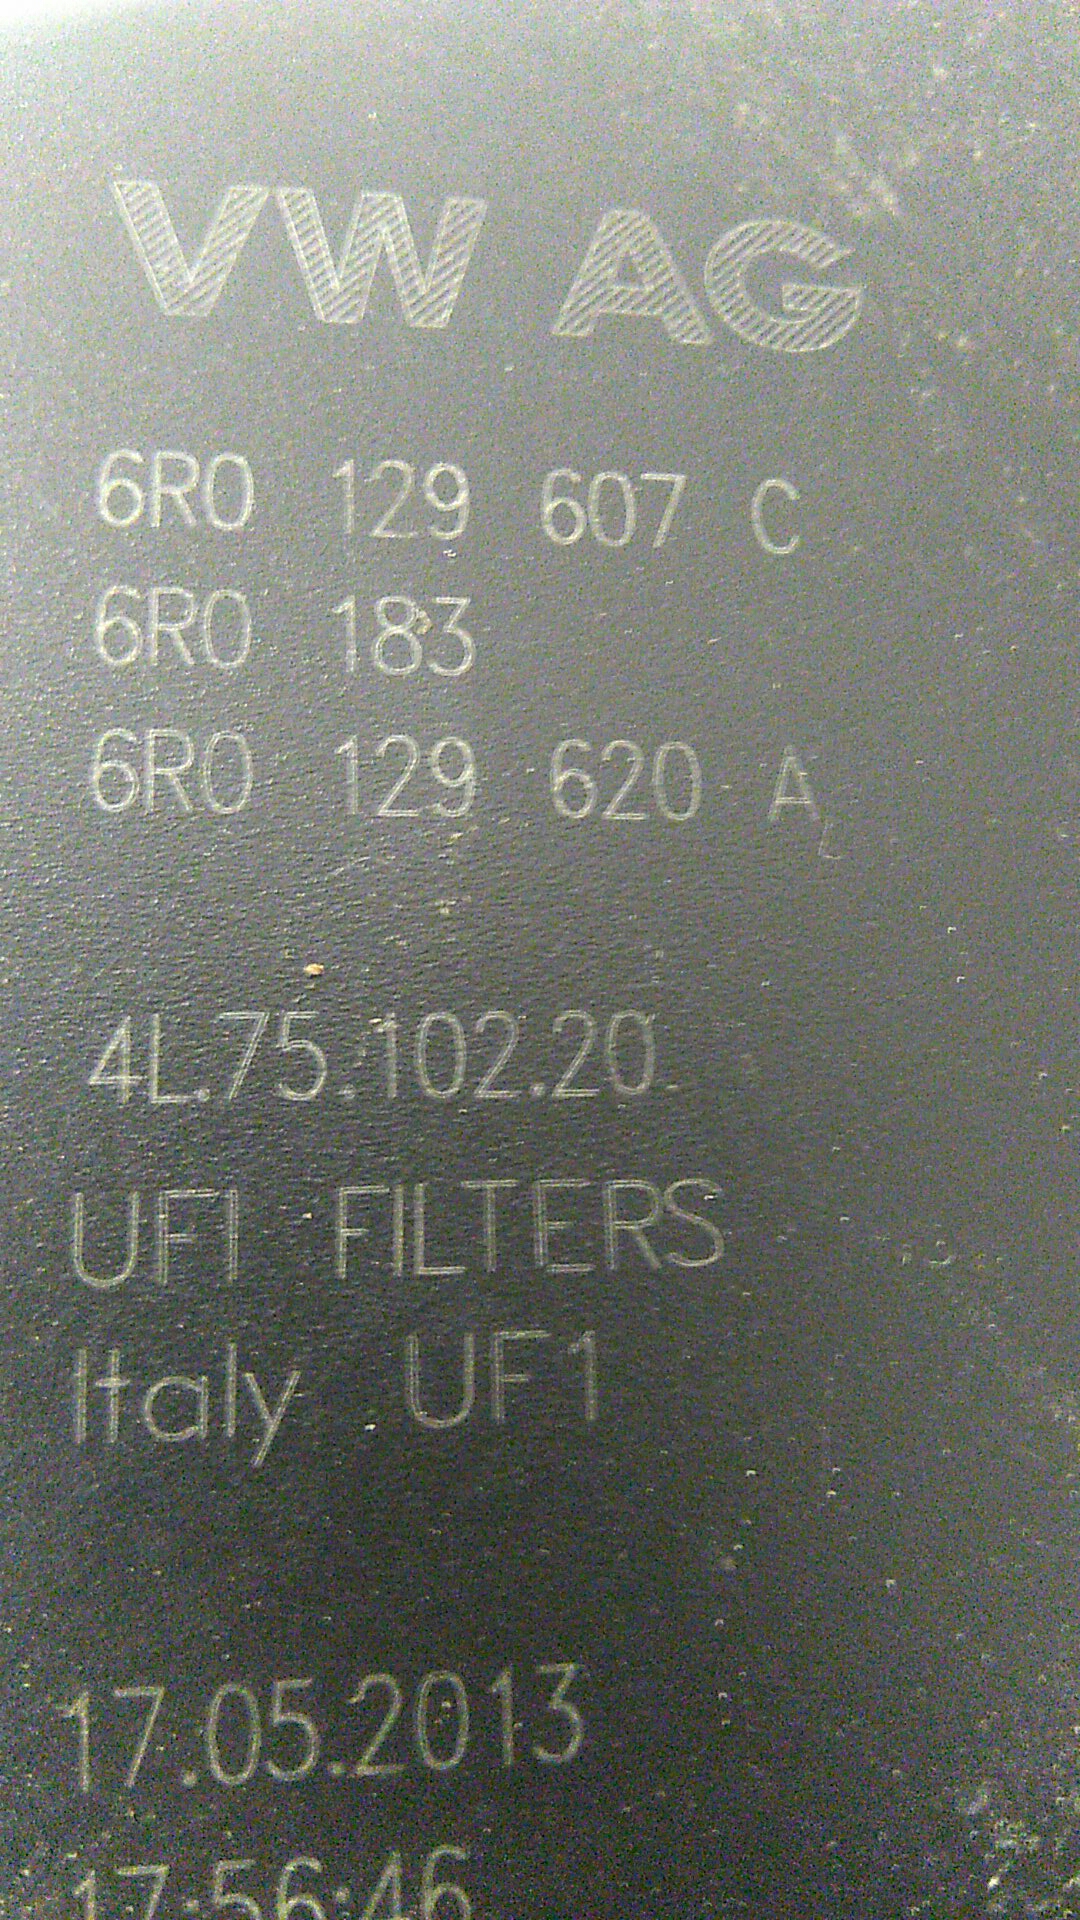 VW AG
6R0 129 607 C
6R0 183
6R0 129 620 A
4L.75.102.20
UFI FILTERS
Italy UF1
17.05.2013
17:56:46